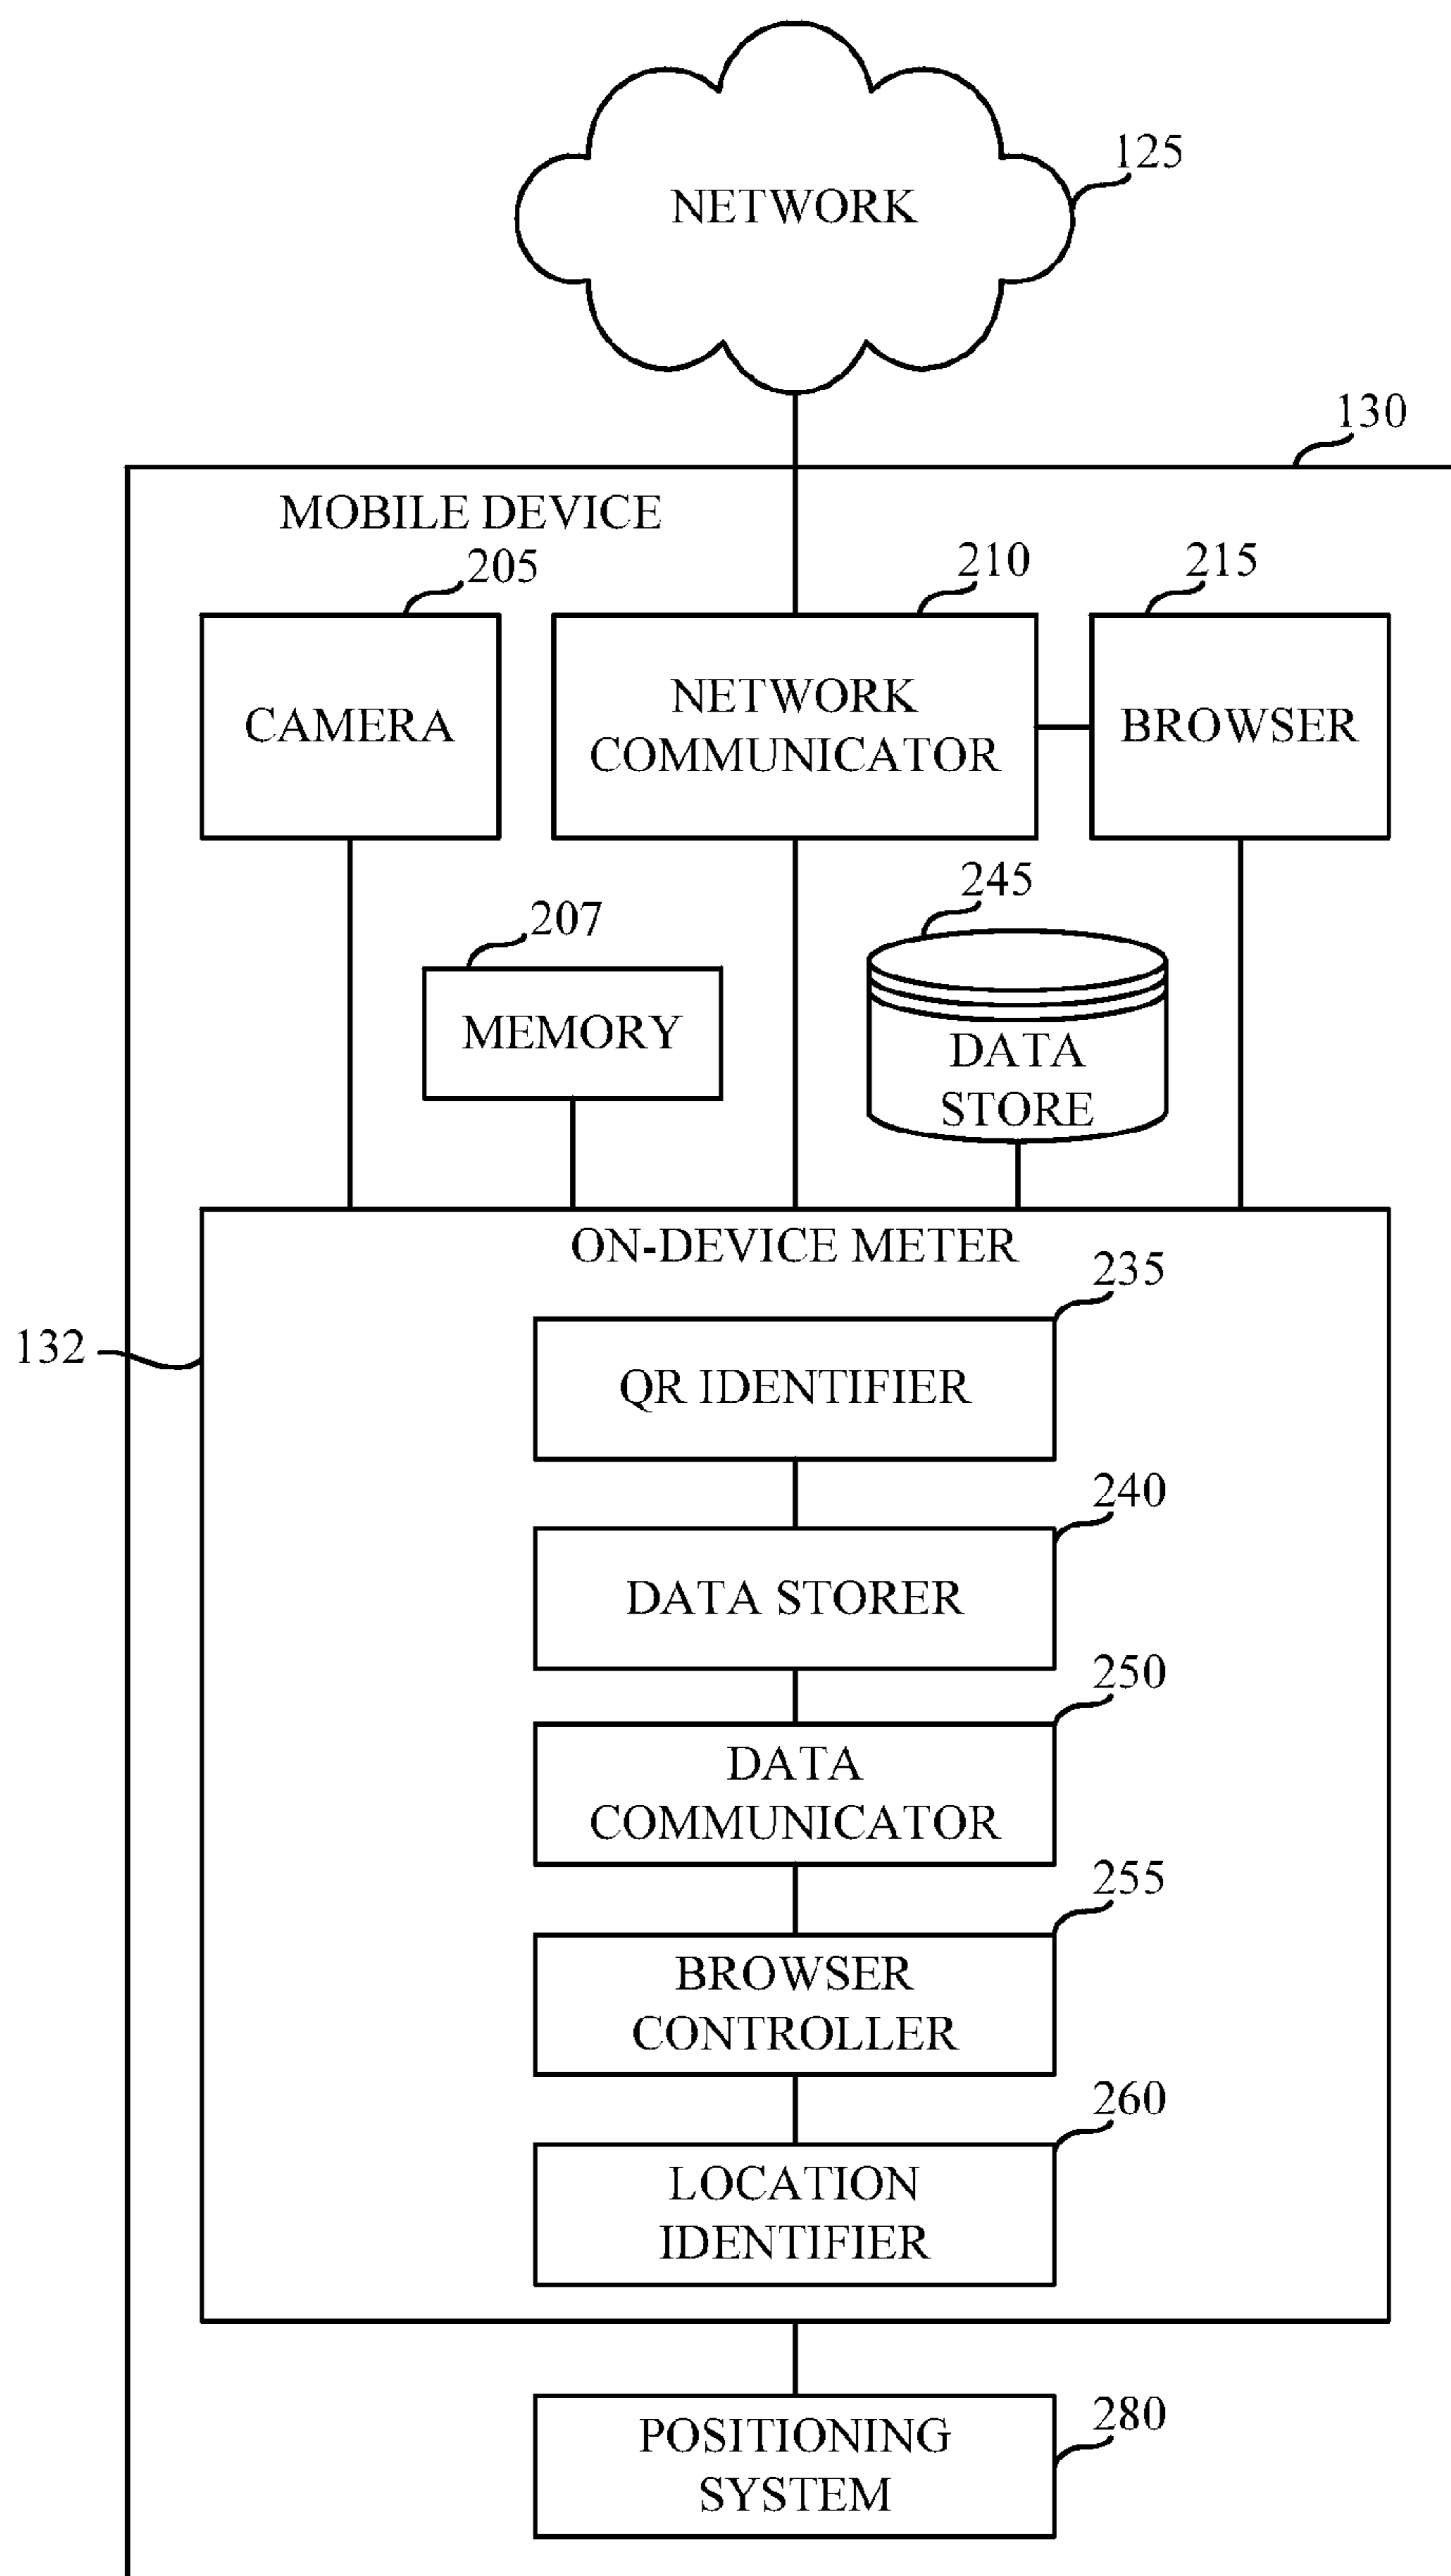 NETWORK
125
130
MOBILE DEVICE
205
210
215
CAMERA
NETWORK
COMMUNICATOR
BROWSER
207
245
MEMORY
DATA
STORE
ON-DEVICE METER
132
235
QR IDENTIFIER
240
DATA STORER
250
DATA
COMMUNICATOR
255
BROWSER
CONTROLLER
260
LOCATION
IDENTIFIER
280
POSITIONING
SYSTEM